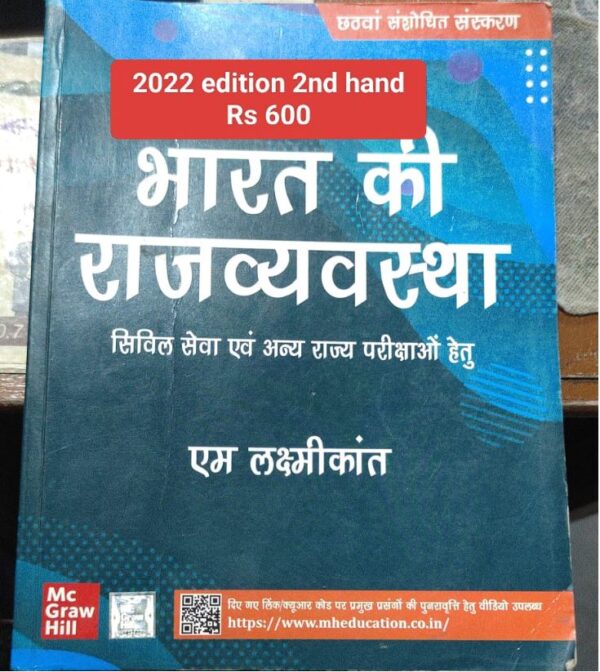 छठवां संशोधित संस्करण
2022 edition 2nd hand
Rs 600
भारत की
राजव्यवस्था
सिविल सेवा एवं अन्य राज्य परीक्षाओं हेतु
एम लक्ष्मीकांत
Mc
Graw
Hill
दिए गए लिंक/क्यूआर कोड पर प्रमुख प्रसंगों की पुनरावृत्ति हेतु वीडियो उपलब्ध
https://www.mheducation.co.in/